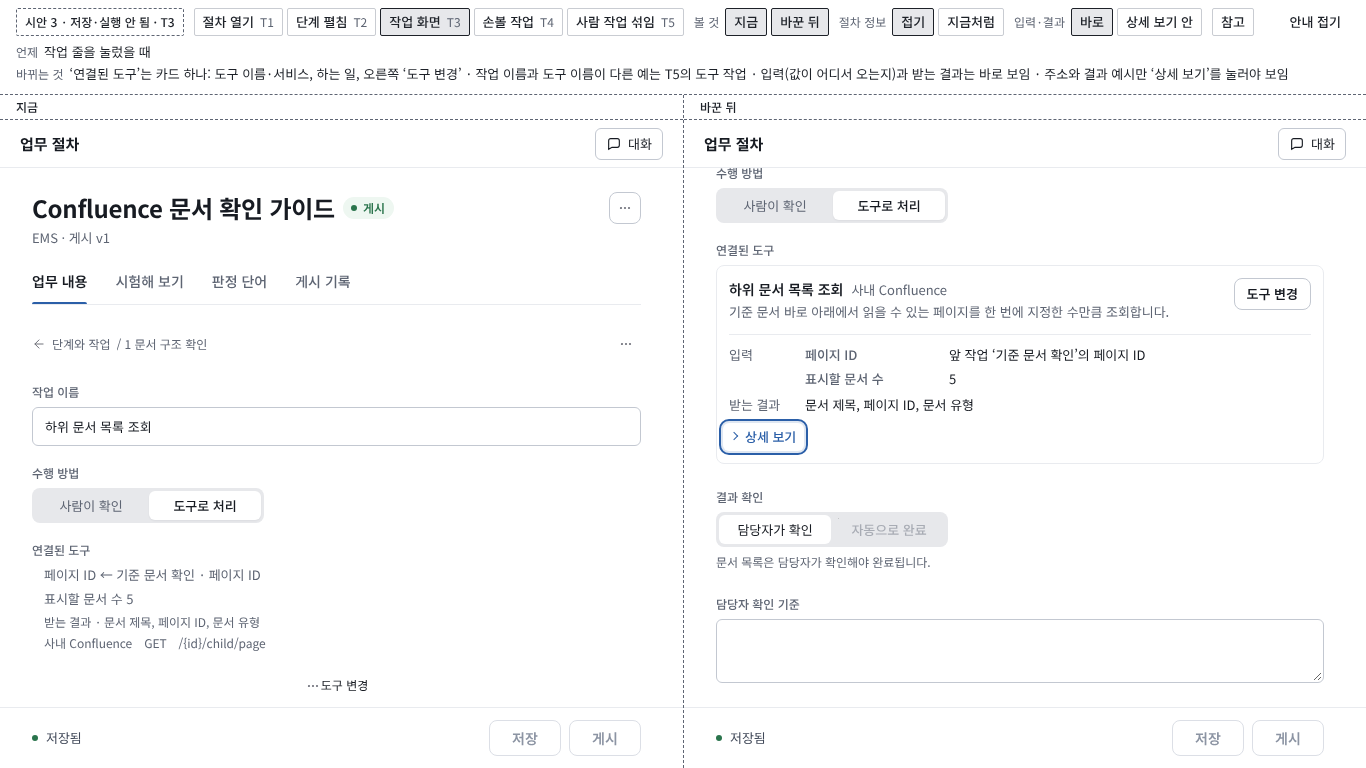 시안 3 · 저장·실행 안 됨 · T3 절차 열기 T1 단계 펼침 T2 작업 화면 T3 손볼 작업 T4 사람 작업 섞임 T5 볼 것 지금 바꾼 뒤 절차 정보 접기 지금처럼 입력·결과 바로 상세 보기 안 참고 안내 접기
언제 작업 줄을 눌렀을 때
바뀌는 것 ‘연결된 도구’는 카드 하나: 도구 이름·서비스, 하는 일, 오른쪽 ‘도구 변경’ · 작업 이름과 도구 이름이 다른 예는 T5의 도구 작업 · 입력(값이 어디서 오는지)과 받는 결과는 바로 보임 · 주소와 결과 예시만 ‘상세 보기’를 눌러야 보임
지금
업무 절차
대화
Confluence 문서 확인 가이드 게시 ...
EMS · 게시 v1
업무 내용 시험해 보기 판정 단어 게시 기록
← 단계와 작업 / 1 문서 구조 확인 ...
작업 이름
하위 문서 목록 조회
수행 방법
사람이 확인 도구로 처리
연결된 도구
페이지 ID ← 기준 문서 확인 · 페이지 ID
표시할 문서 수 5
받는 결과 · 문서 제목, 페이지 ID, 문서 유형
사내 Confluence GET /{id}/child/page
··· 도구 변경
저장됨 저장 게시
바꾼 뒤
업무 절차
대화
수행 방법
사람이 확인 도구로 처리
연결된 도구
하위 문서 목록 조회 사내 Confluence 도구 변경
기준 문서 바로 아래에서 읽을 수 있는 페이지를 한 번에 지정한 수만큼 조회합니다.
입력 페이지 ID 앞 작업 ‘기준 문서 확인’의 페이지 ID
표시할 문서 수 5
받는 결과 문서 제목, 페이지 ID, 문서 유형
상세 보기
결과 확인
담당자가 확인 자동으로 완료
문서 목록은 담당자가 확인해야 완료됩니다.
담당자 확인 기준
저장됨 저장 게시